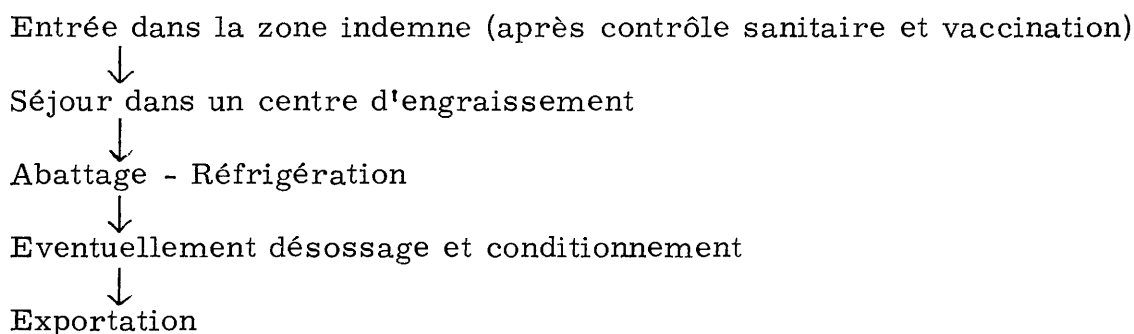 Entrée dans la zone indemne (après contrôle sanitaire et vaccination)
Séjour dans un centre d'engraissement
Abattage - Réfrigération
Eventuellement désossage et conditionnement
Exportation